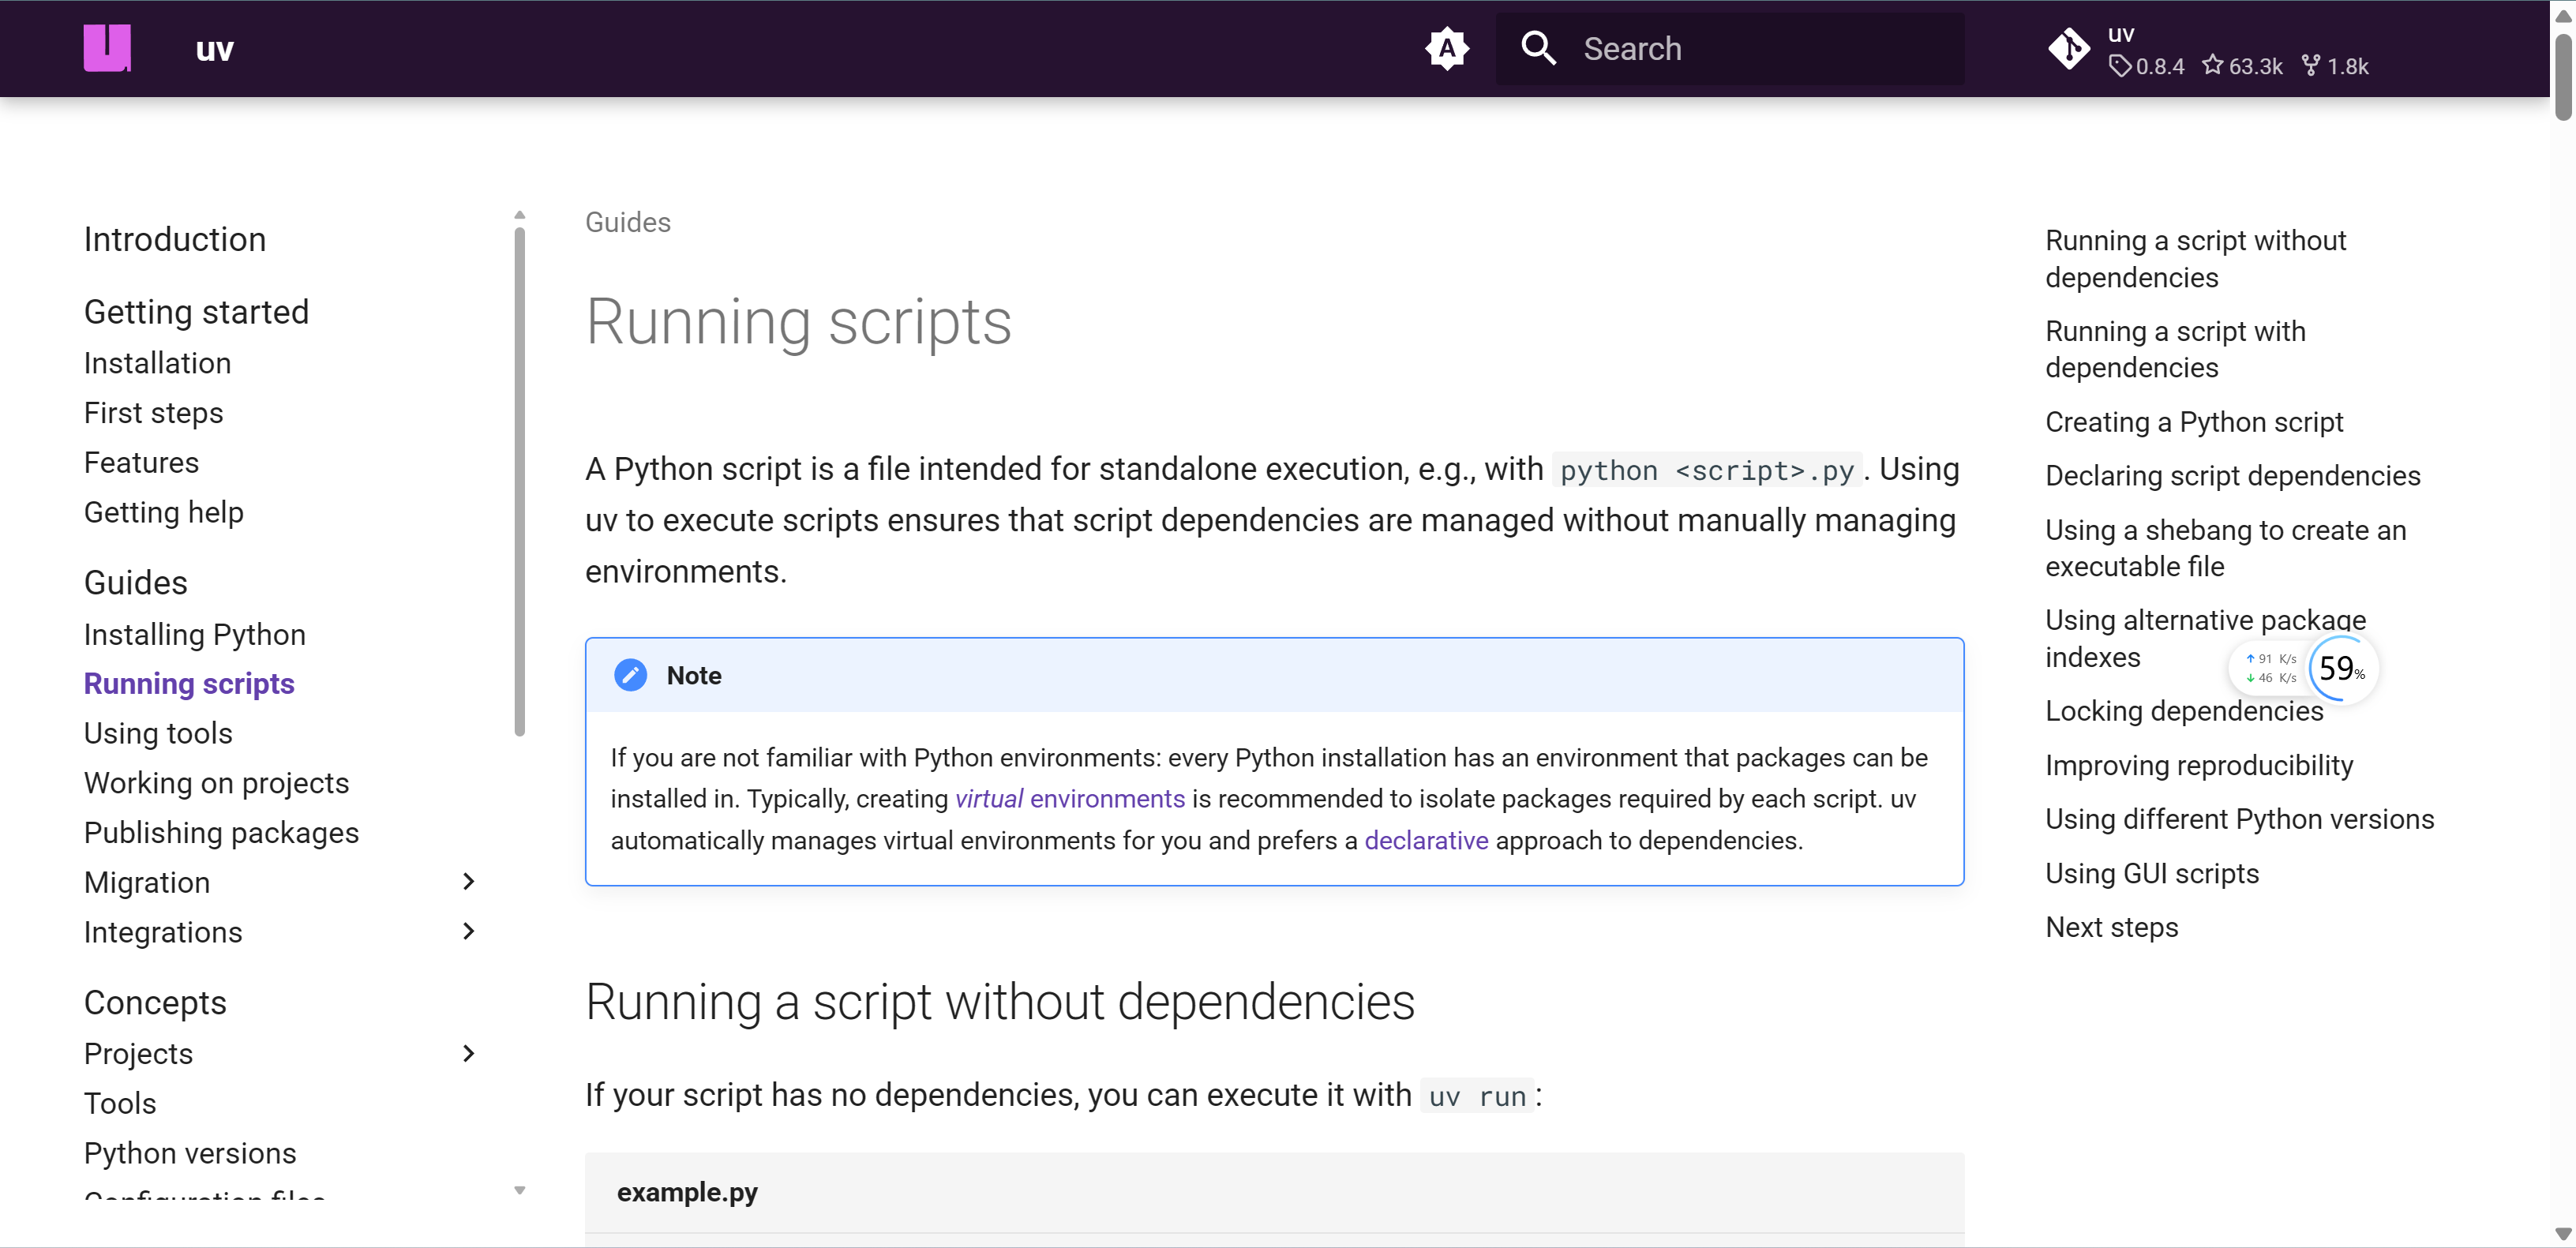 uv
A
Search
uv
0.8.4 63.3k 1.8k
Introduction
Getting started
Installation
First steps
Features
Getting help
Guides
Installing Python
Running scripts
Using tools
Working on projects
Publishing packages
Migration
Integrations
Concepts
Projects
Tools
Python versions
Configuration files
Guides
Running scripts
A Python script is a file intended for standalone execution, e.g., with python <script>.py. Using
uv to execute scripts ensures that script dependencies are managed without manually managing
environments.
Note
If you are not familiar with Python environments: every Python installation has an environment that packages can be
installed in. Typically, creating virtual environments is recommended to isolate packages required by each script. uv
automatically manages virtual environments for you and prefers a declarative approach to dependencies.
Running a script without dependencies
If your script has no dependencies, you can execute it with uv run:
example.py
Running a script without
dependencies
Running a script with
dependencies
Creating a Python script
Declaring script dependencies
Using a shebang to create an
executable file
Using alternative package
indexes
↑ 91 K/s
↓ 46 K/s
59%
Locking dependencies
Improving reproducibility
Using different Python versions
Using GUI scripts
Next steps